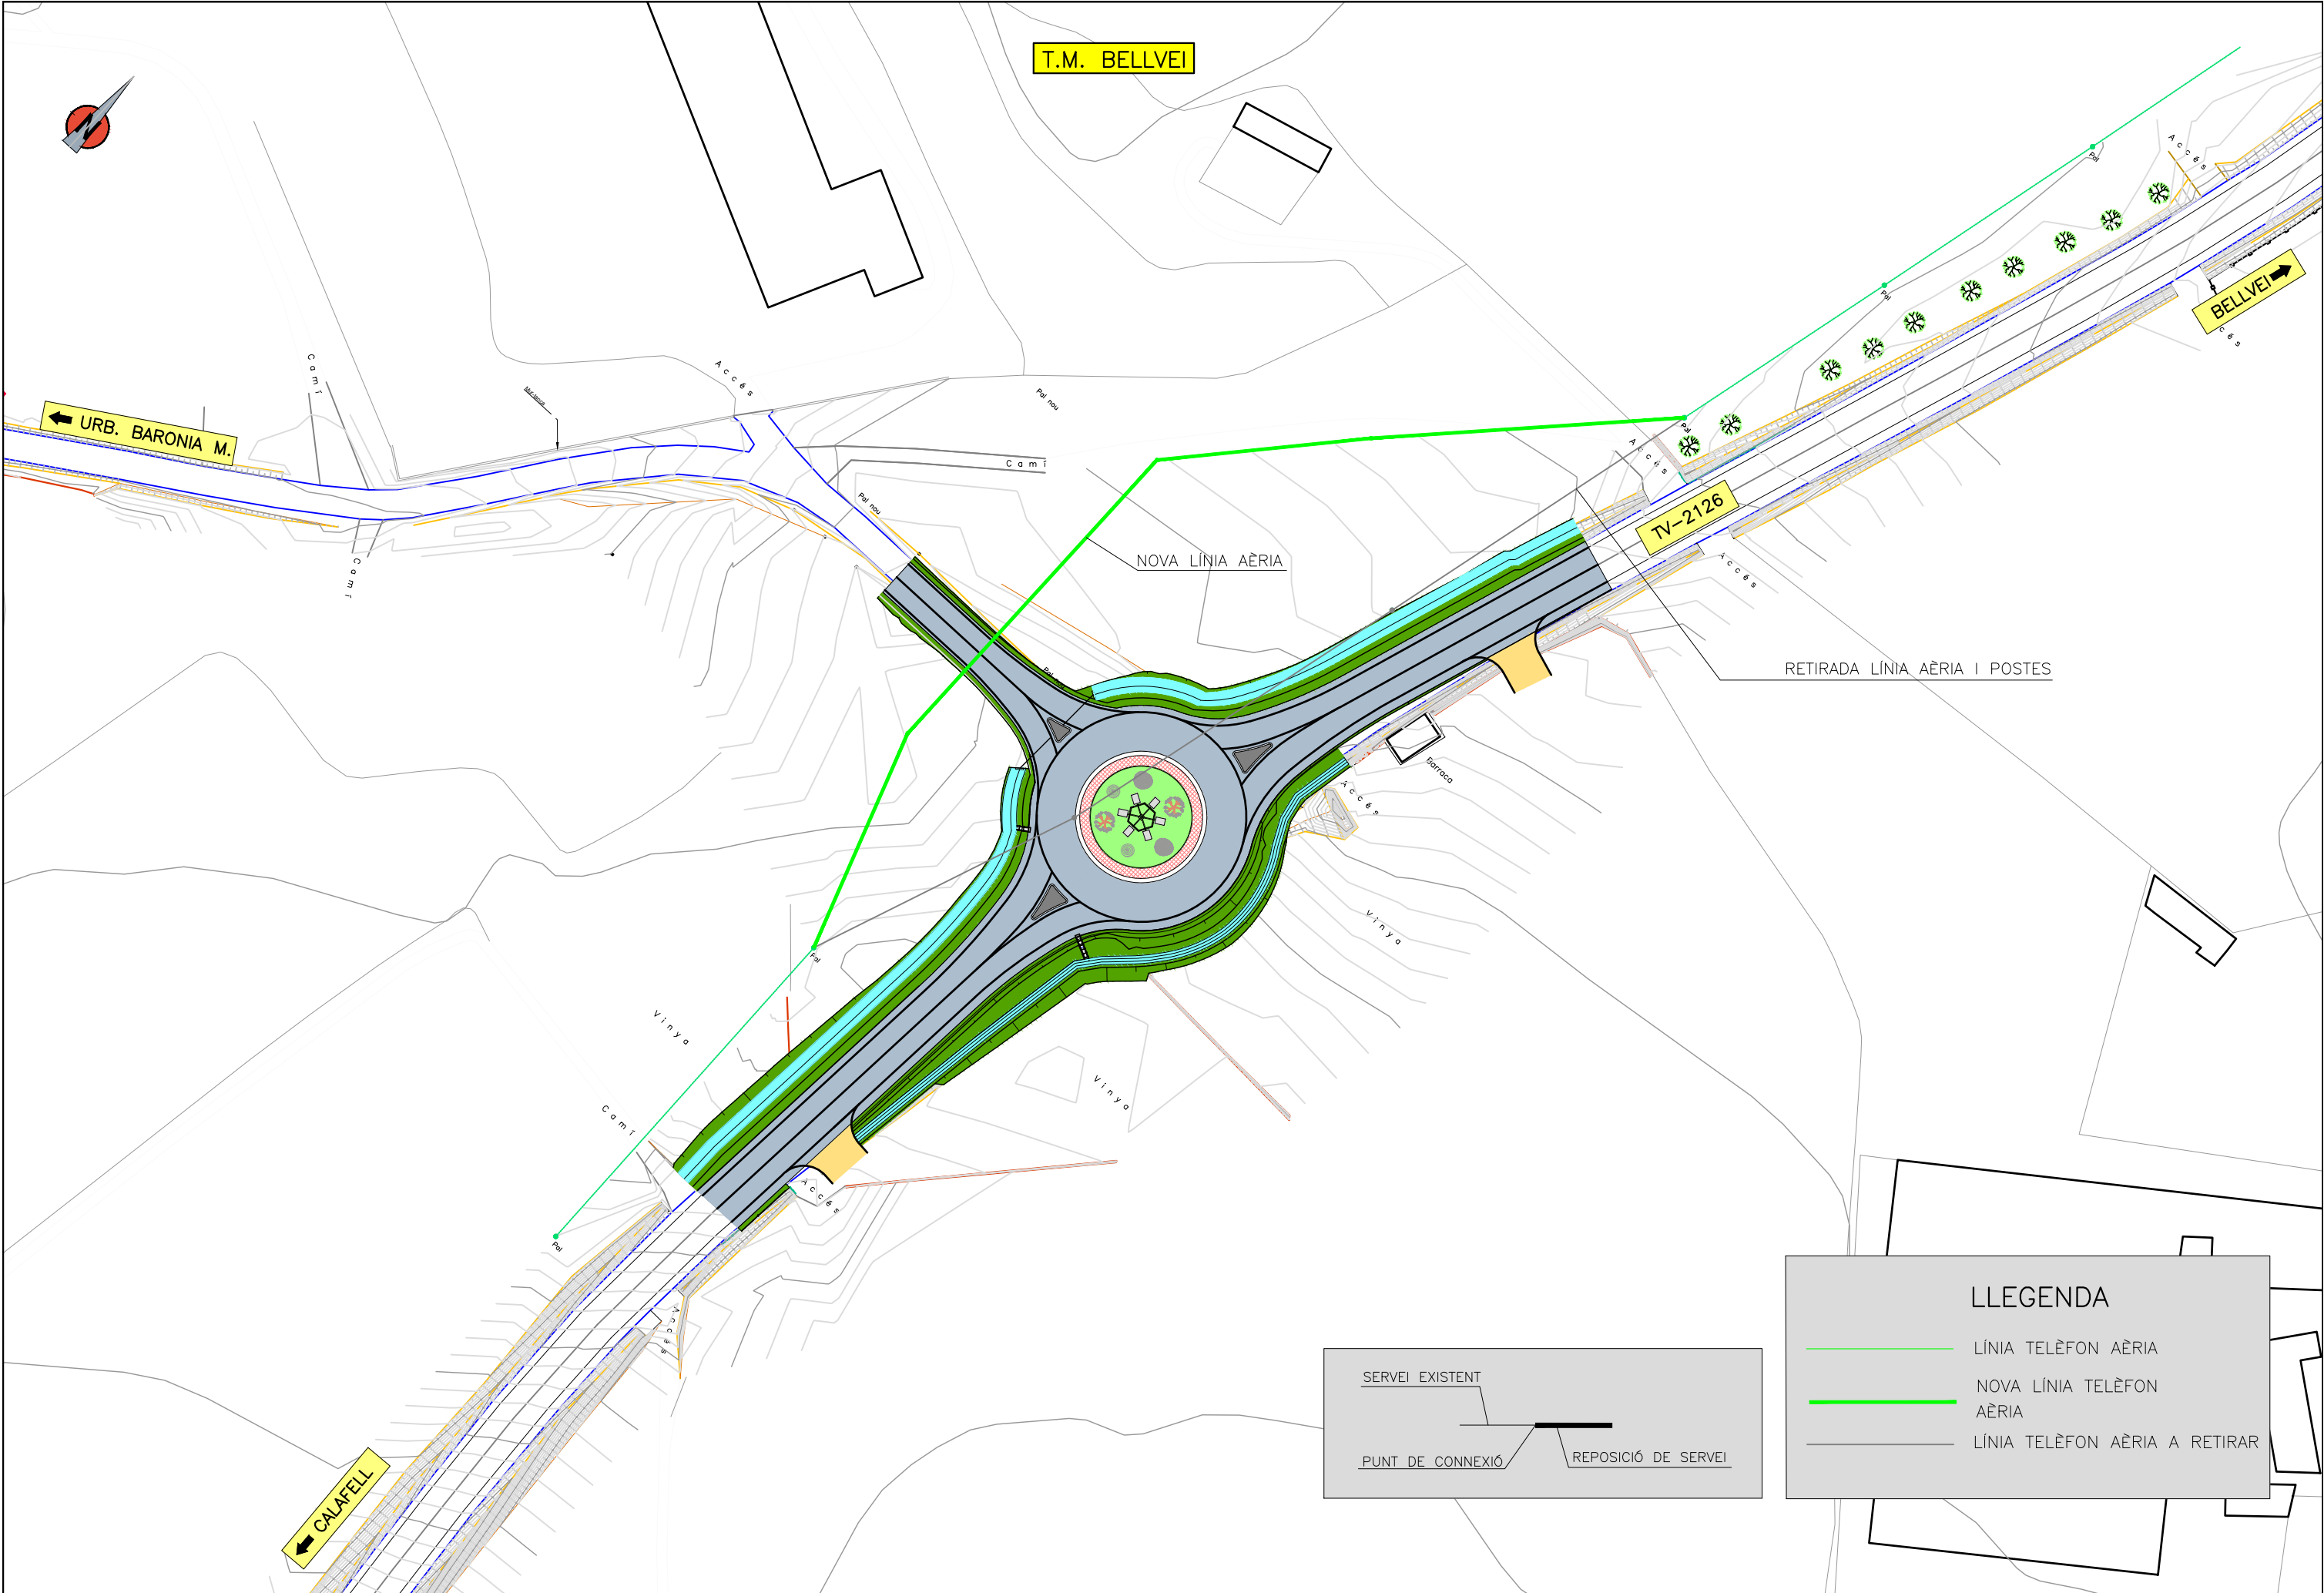 T.M. BELLVEI
N
Pal
Accés
Pal
BELLVEI
cés
Camí
Accés
Pal nou
URB. BARONIA M.
Pal
Accés
Camí
Pal nou
TV-2126
NOVA LÍNIA AÈRIA
Accés
Camí
RETIRADA LÍNIA AÈRIA I POSTES
Barraca
Accés
Vinya
Pal
Vinya
Vinya
Camí
Accés
Pal
Accés
CALAFELL
SERVEI EXISTENT
PUNT DE CONNEXIÓ
REPOSICIÓ DE SERVEI
LLEGENDA
LÍNIA TELÈFON AÈRIA
NOVA LÍNIA TELÈFON
AÈRIA
LÍNIA TELÈFON AÈRIA A RETIRAR